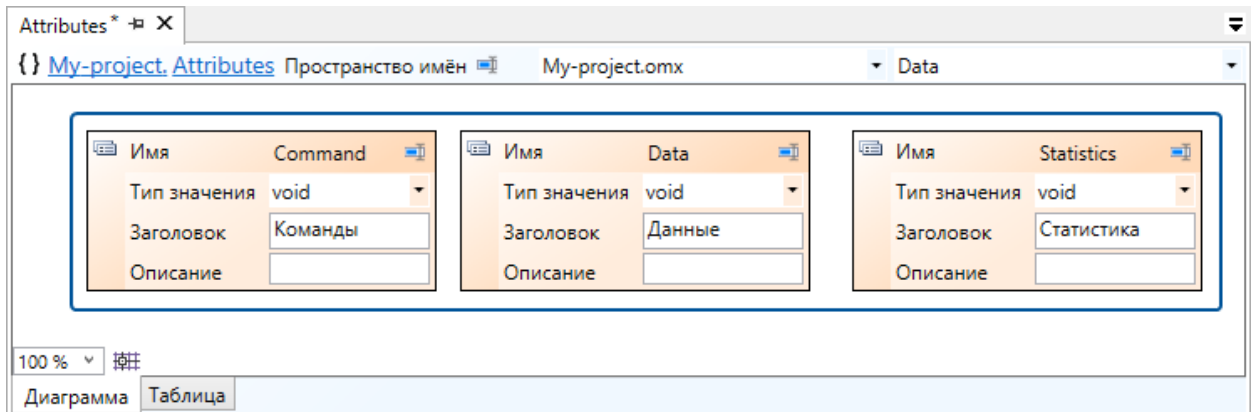 Attributes*
{} My-project. Attributes Пространство имён My-project.omx Data
Имя Command Имя Data Имя Statistics
Тип значения void Тип значения void Тип значения void
Заголовок Команды Заголовок Данные Заголовок Статистика
Описание Описание Описание
100 %
Диаграмма Таблица